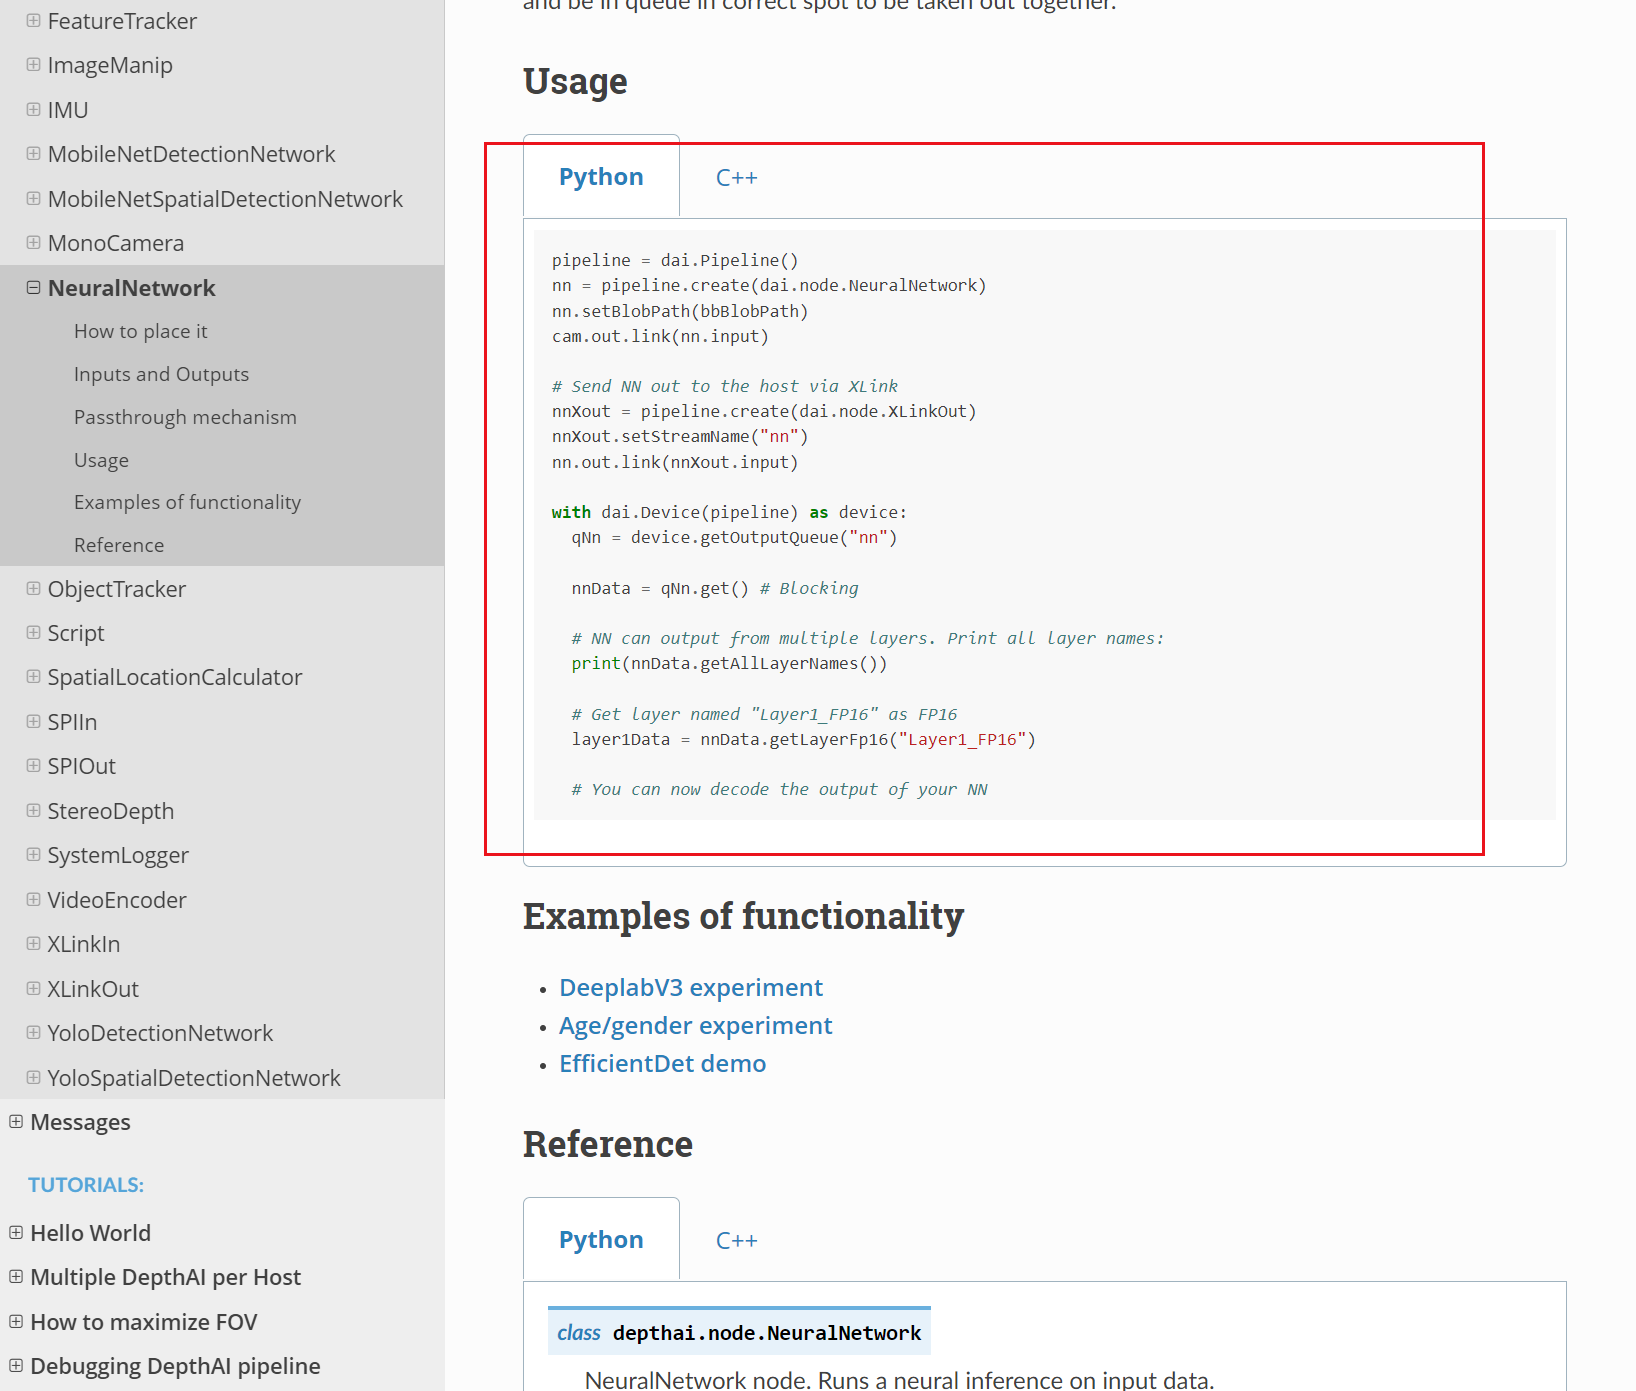 FeatureTracker
ImageManip
IMU
MobileNetDetectionNetwork
MobileNetSpatialDetectionNetwork
MonoCamera
NeuralNetwork
How to place it
Inputs and Outputs
Passthrough mechanism
Usage
Examples of functionality
Reference
ObjectTracker
Script
SpatialLocationCalculator
SPIIn
SPIOut
StereoDepth
SystemLogger
VideoEncoder
XLinkIn
XLinkOut
YoloDetectionNetwork
YoloSpatialDetectionNetwork
Messages
TUTORIALS:
Hello World
Multiple DepthAI per Host
How to maximize FOV
Debugging DepthAI pipeline
and be in queue in correct spot to be taken out together.
Usage
Python C++
pipeline = dai.Pipeline()
nn = pipeline.create(dai.node.NeuralNetwork)
nn.setBlobPath(bbBlobPath)
cam.out.link(nn.input)
# Send NN out to the host via XLink
nnXout = pipeline.create(dai.node.XLinkOut)
nnXout.setStreamName("nn")
nn.out.link(nnXout.input)
with dai.Device(pipeline) as device:
  qNn = device.getOutputQueue("nn")
  nnData = qNn.get() # Blocking
  # NN can output from multiple layers. Print all layer names:
  print(nnData.getAllLayerNames())
  # Get layer named "Layer1_FP16" as FP16
  layer1Data = nnData.getLayerFp16("Layer1_FP16")
  # You can now decode the output of your NN
Examples of functionality
• DeeplabV3 experiment
• Age/gender experiment
• EfficientDet demo
Reference
Python C++
class depthai.node.NeuralNetwork
NeuralNetwork node. Runs a neural inference on input data.